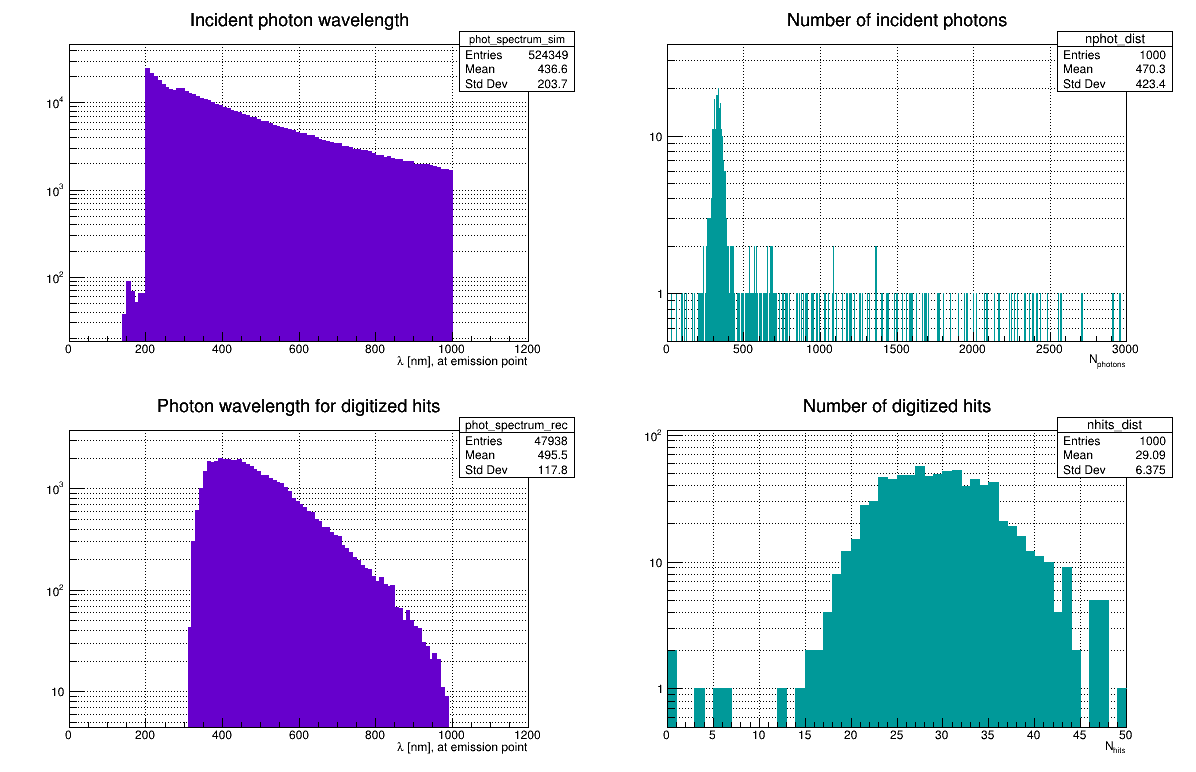 Incident photon wavelength
phot_spectrum_sim
Entries 524349
Mean 436.6
Std Dev 203.7
10^4
10^3
10^2
0 200 400 600 800 1000 1200
λ [nm], at emission point
Number of incident photons
nphot_dist
Entries 1000
Mean 470.3
Std Dev 423.4
10
1
0 500 1000 1500 2000 2500 3000
N_photons
Photon wavelength for digitized hits
phot_spectrum_rec
Entries 47938
Mean 495.5
Std Dev 117.8
10^3
10^2
10
0 200 400 600 800 1000 1200
λ [nm], at emission point
Number of digitized hits
nhits_dist
Entries 1000
Mean 29.09
Std Dev 6.375
10^2
10
1
0 5 10 15 20 25 30 35 40 45 50
N_hits